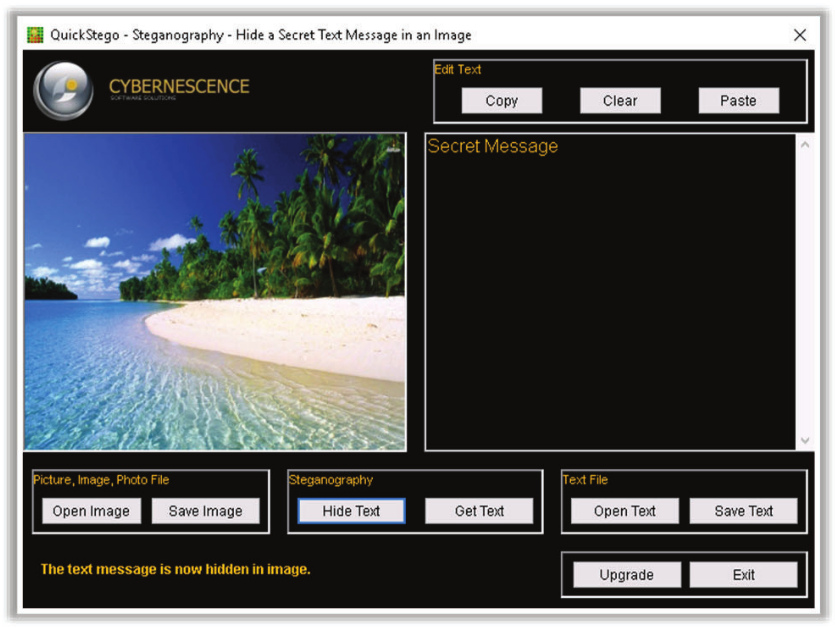 QuickStego - Steganography - Hide a Secret Text Message in an Image
CYBERNESCENCE
SOFTWARE SOLUTIONS
Edit Text
Copy Clear Paste
Secret Message
Picture, Image, Photo File
Open Image Save Image
Steganography
Hide Text Get Text
Text File
Open Text Save Text
The text message is now hidden in image.
Upgrade Exit